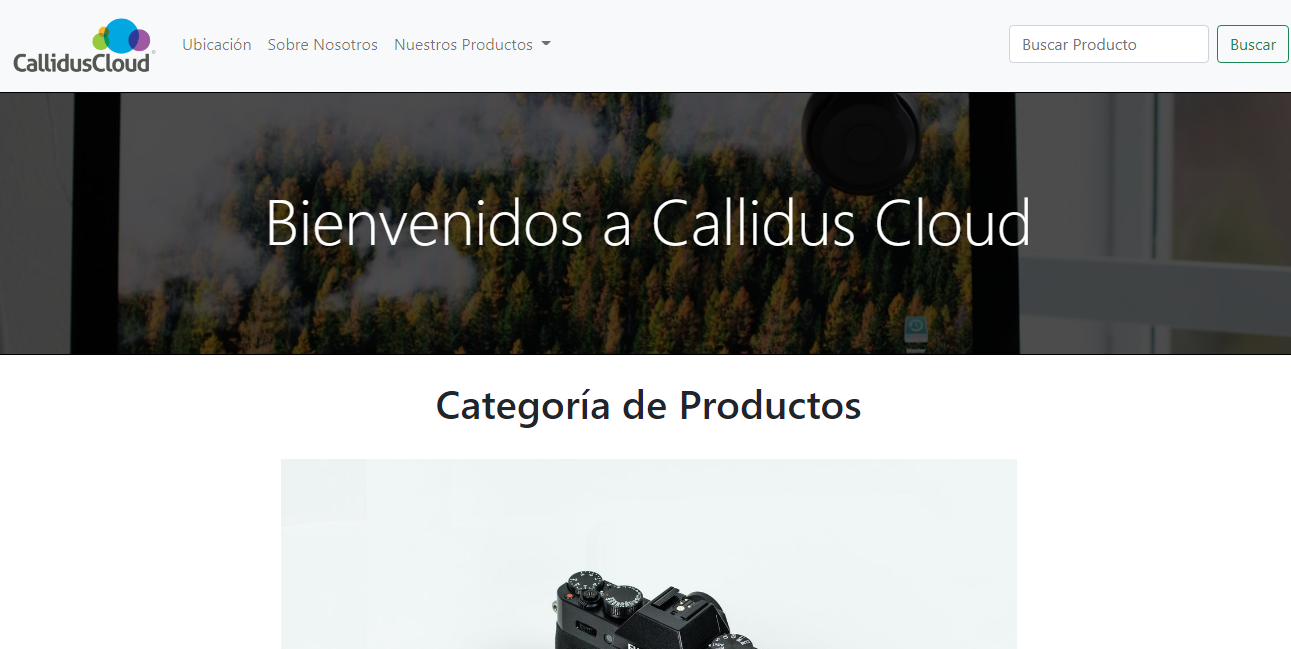 CallidusCloud
Ubicación Sobre Nosotros Nuestros Productos
Buscar Producto Buscar
Bienvenidos a Callidus Cloud
Categoría de Productos